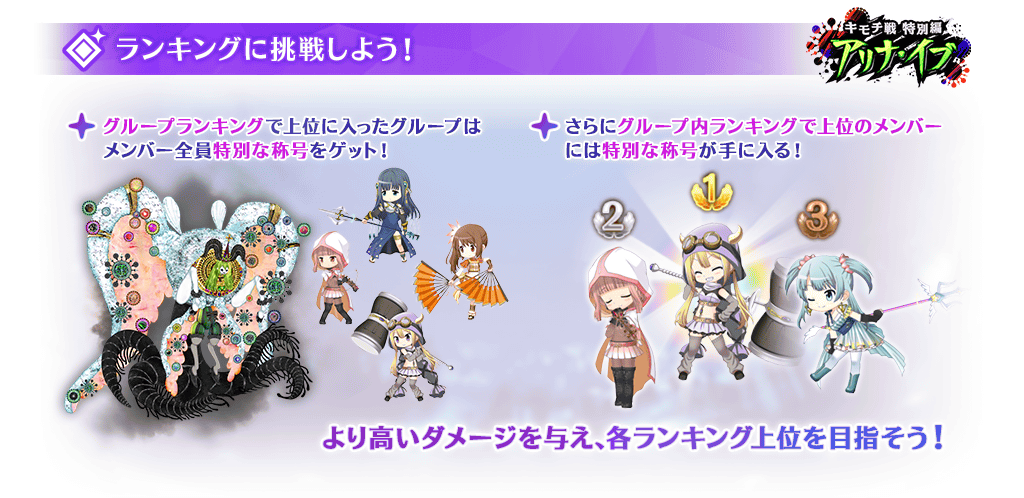 ランキングに挑戦しよう!
キモチ戦 特別編
アリナ・イブ
グループランキングで上位に入ったグループは
メンバー全員特別な称号をゲット!
さらにグループ内ランキングで上位のメンバー
には特別な称号が手に入る!
2
1
3
より高いダメージを与え、各ランキング上位を目指そう!